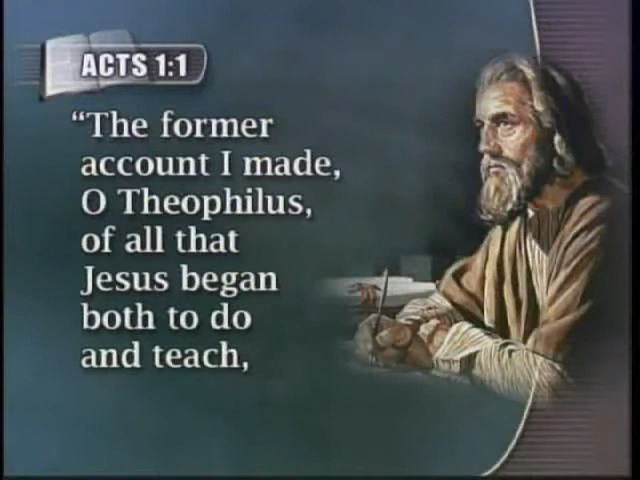 ACTS 1:1
“The former
account I made,
O Theophilus,
of all that
Jesus began
both to do
and teach,